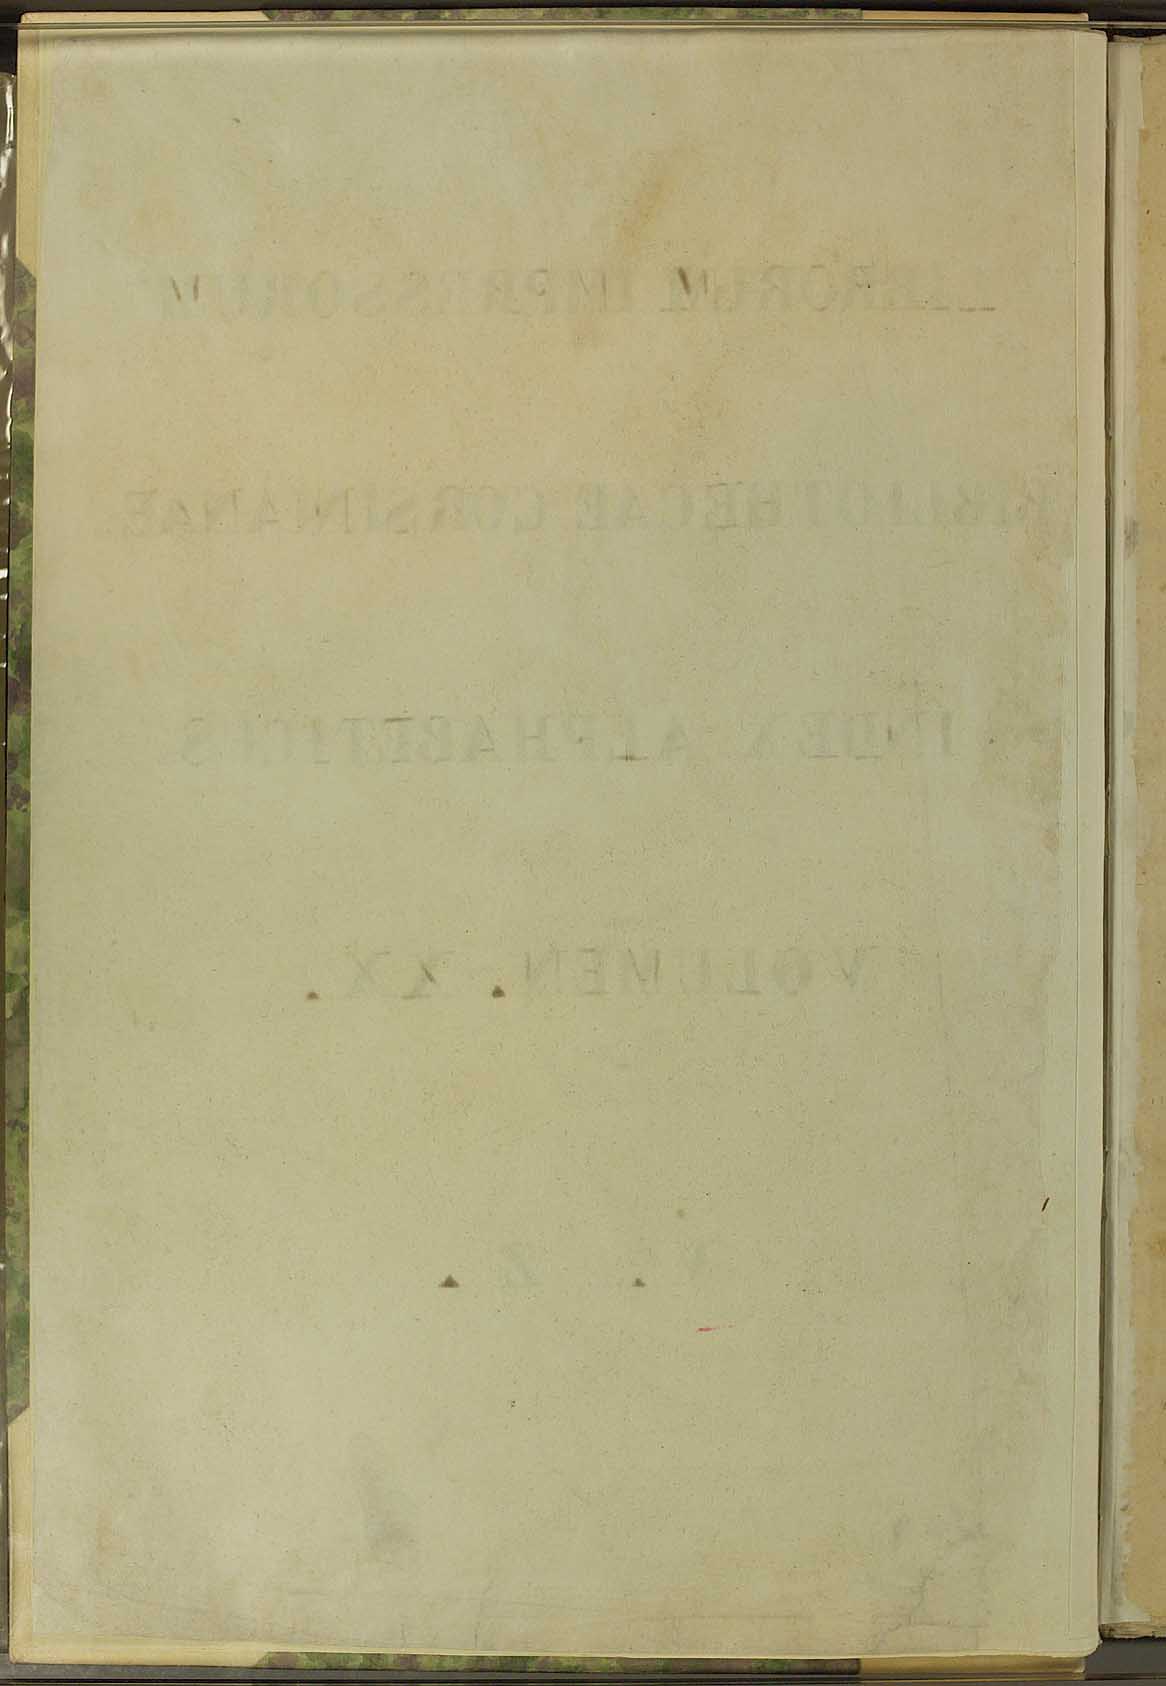 LIBRORUM IMPRESSORUM
BIBLIOTHECAE CORSINIANAE
INDEX ALPHABETICUS
VOLUMEN. XX.
V. Z.